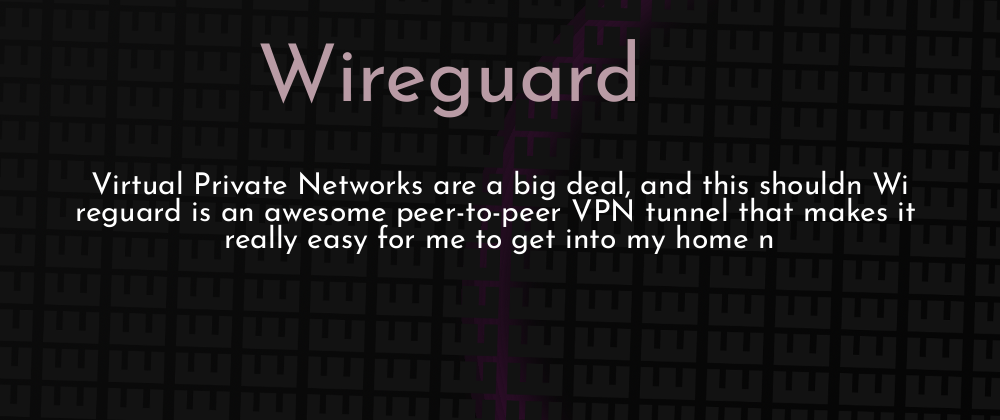 Wireguard
Virtual Private Networks are a big deal, and this shouldn Wi
reguard is an awesome peer-to-peer VPN tunnel that makes it
really easy for me to get into my home n